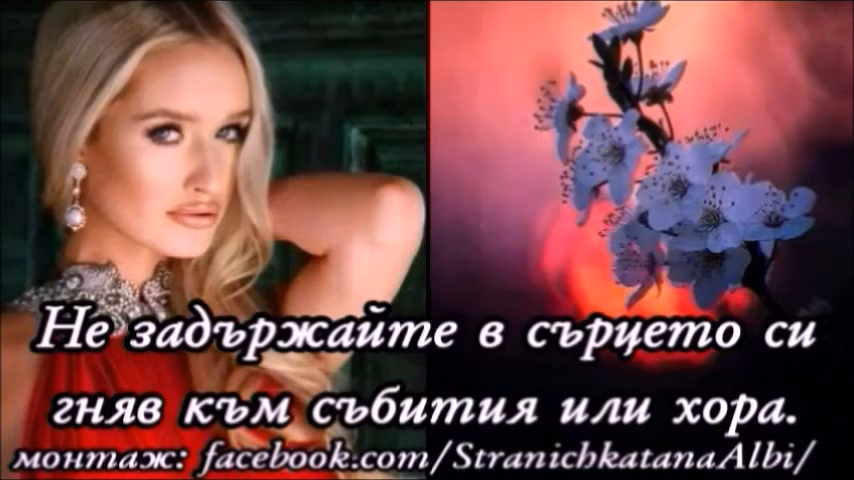 Не задържайте в сърцето си
гняв към събития или хора.
монтаж: facebook.com/StranichkatanaAlbi/